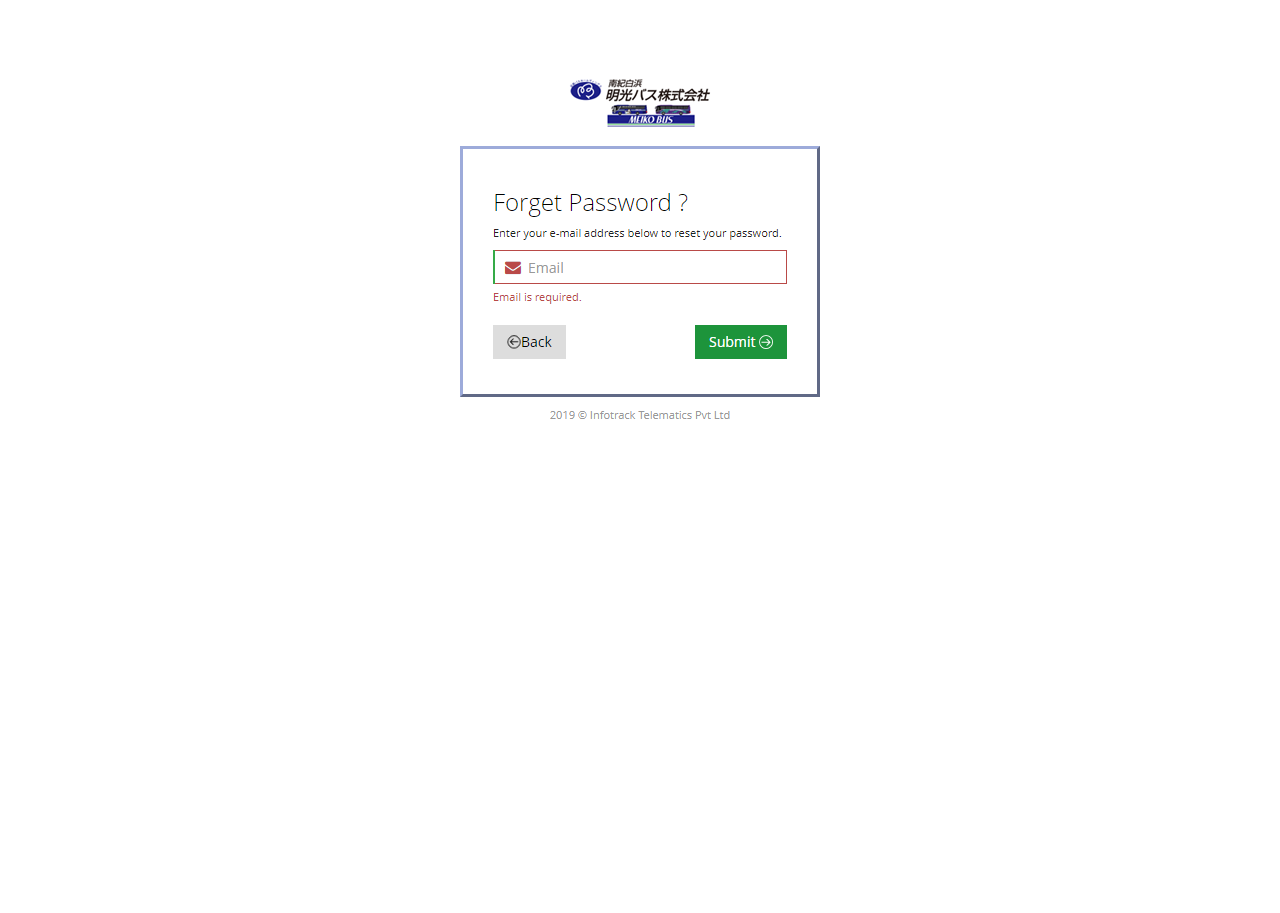 南紀白浜
明光バス株式会社
MEIKO BUS
Forget Password ?
Enter your e-mail address below to reset your password.
Email
Email is required.
Back
Submit
2019 © Infotrack Telematics Pvt Ltd